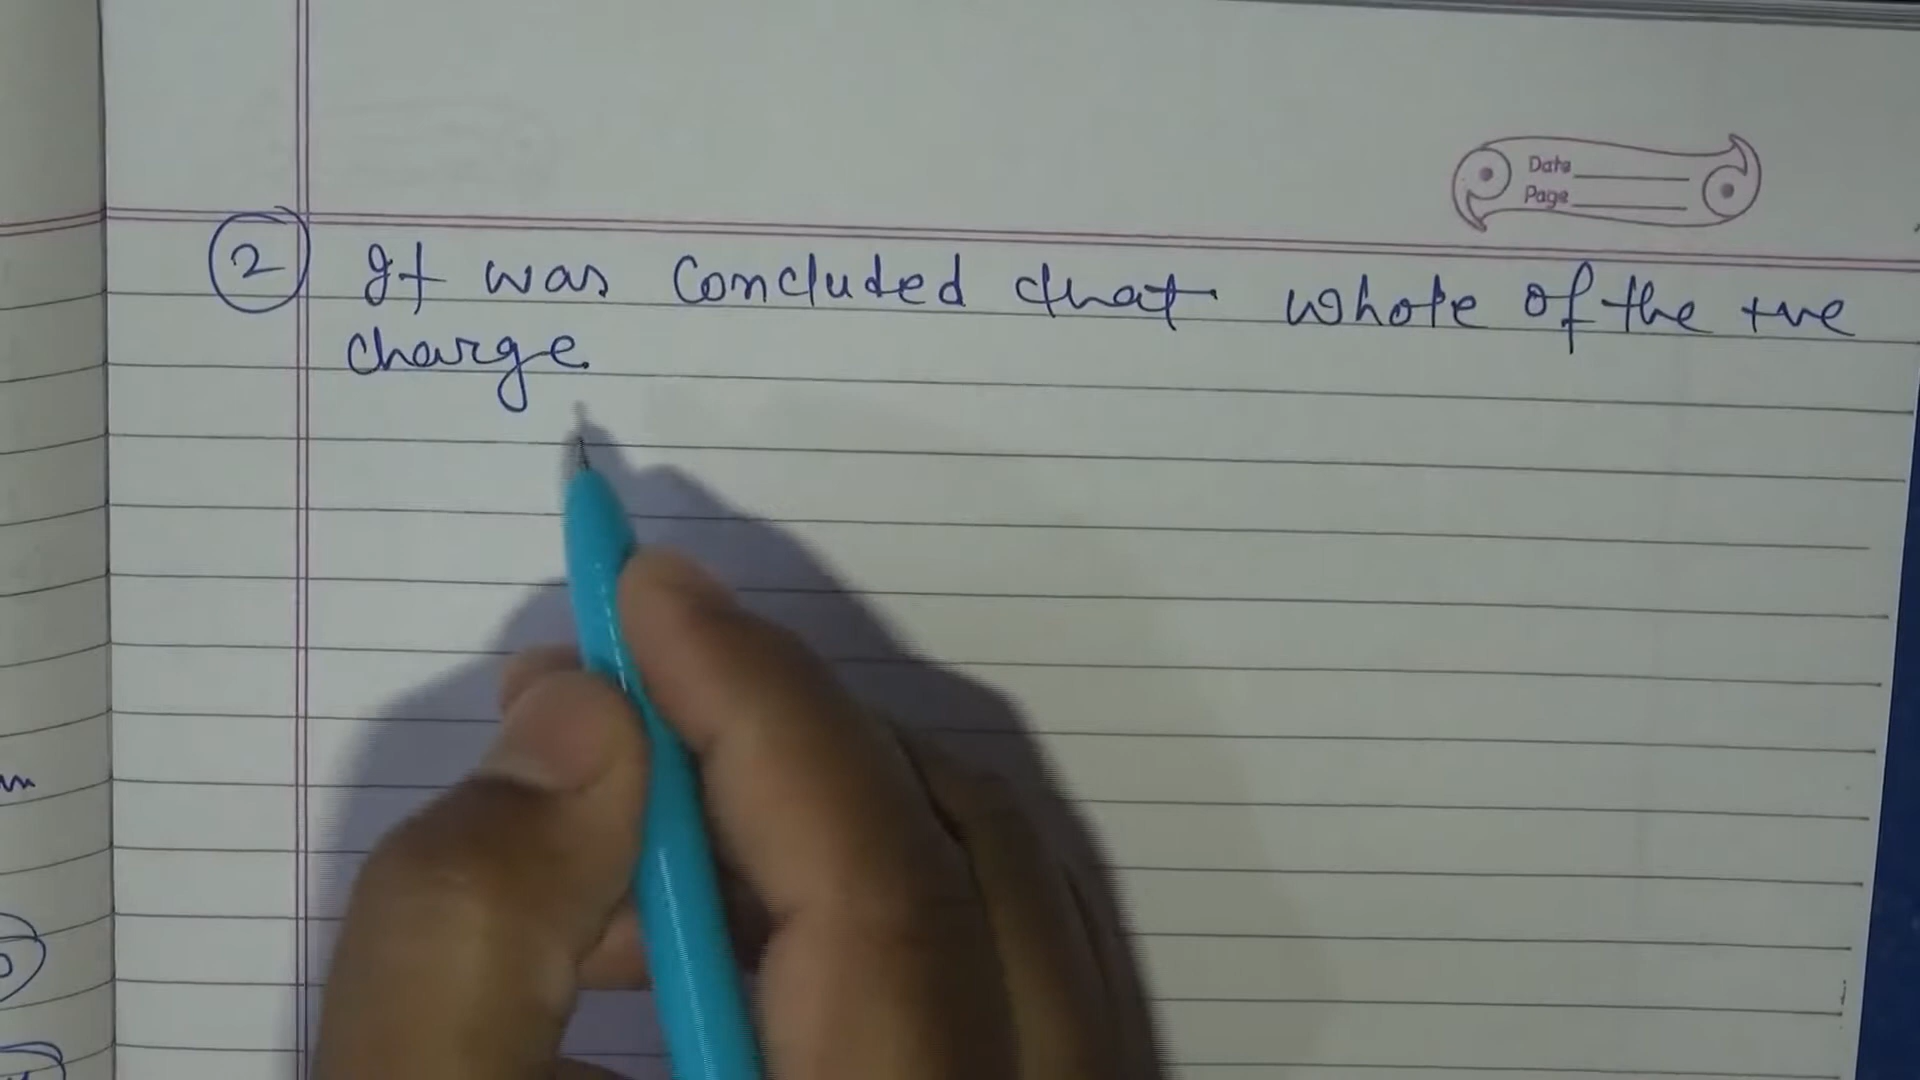 Date
Page
2 It was concluded that whole of the +ve
charge